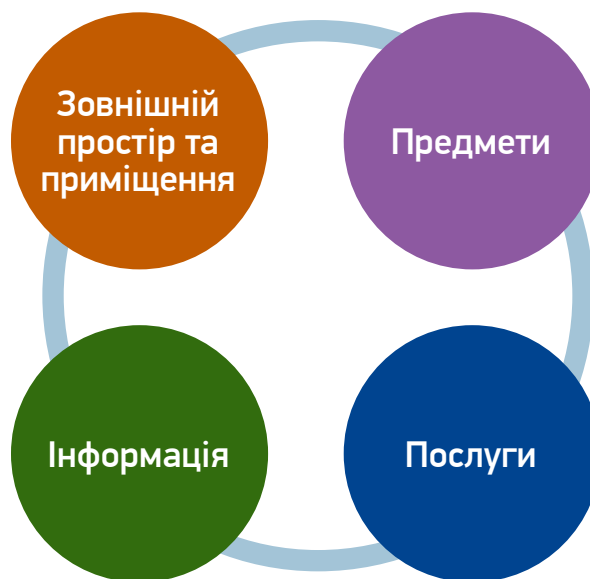 Зовнішній
простір та
приміщення
Предмети
Інформація
Послуги